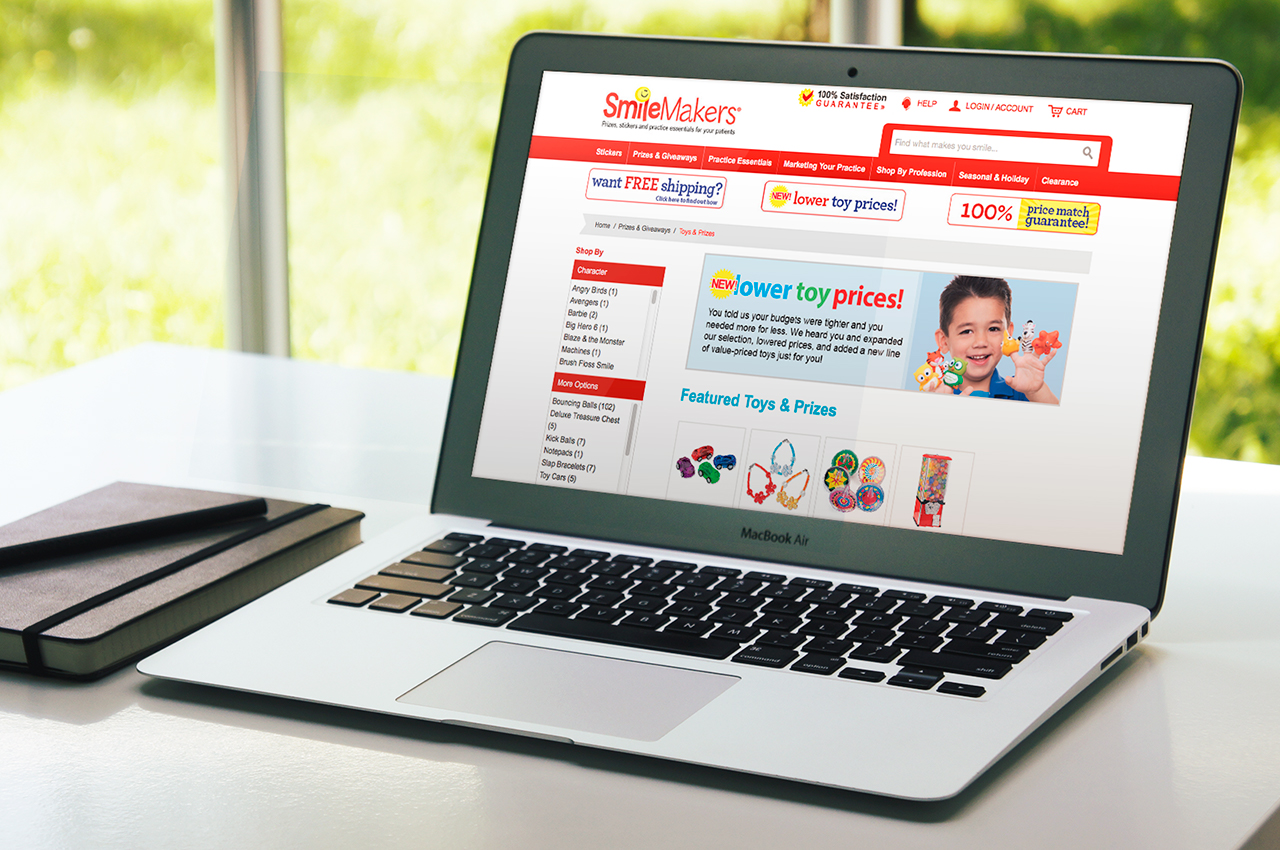 SmileMakers®
Prizes, stickers and practice essentials for your patients
100% Satisfaction
GUARANTEE
HELP
LOGIN / ACCOUNT
CART
Find what makes you smile...
Stickers
Prizes & Giveaways
Practice Essentials
Marketing Your Practice
Shop By Profession
Seasonal & Holiday
Clearance
want FREE shipping?
Click here to find out how
NEW! lower toy prices!
100% price match
guarantee!
Home / Prizes & Giveaways / Toys & Prizes
Shop By
Character
Angry Birds (1)
Avengers (1)
Barbie (2)
Big Hero 6 (1)
Blaze & the Monster
Machines (1)
Brush Floss Smile
More Options
Bouncing Balls (102)
Deluxe Treasure Chest
(5)
Kick Balls (7)
Notepads (1)
Slap Bracelets (7)
Toy Cars (5)
NEW! lower toy prices!
You told us your budgets were tighter and you
needed more for less. We heard you and expanded
our selection, lowered prices, and added a new line
of value-priced toys just for you!
Featured Toys & Prizes
MacBook Air
delete
return
shift
command
option